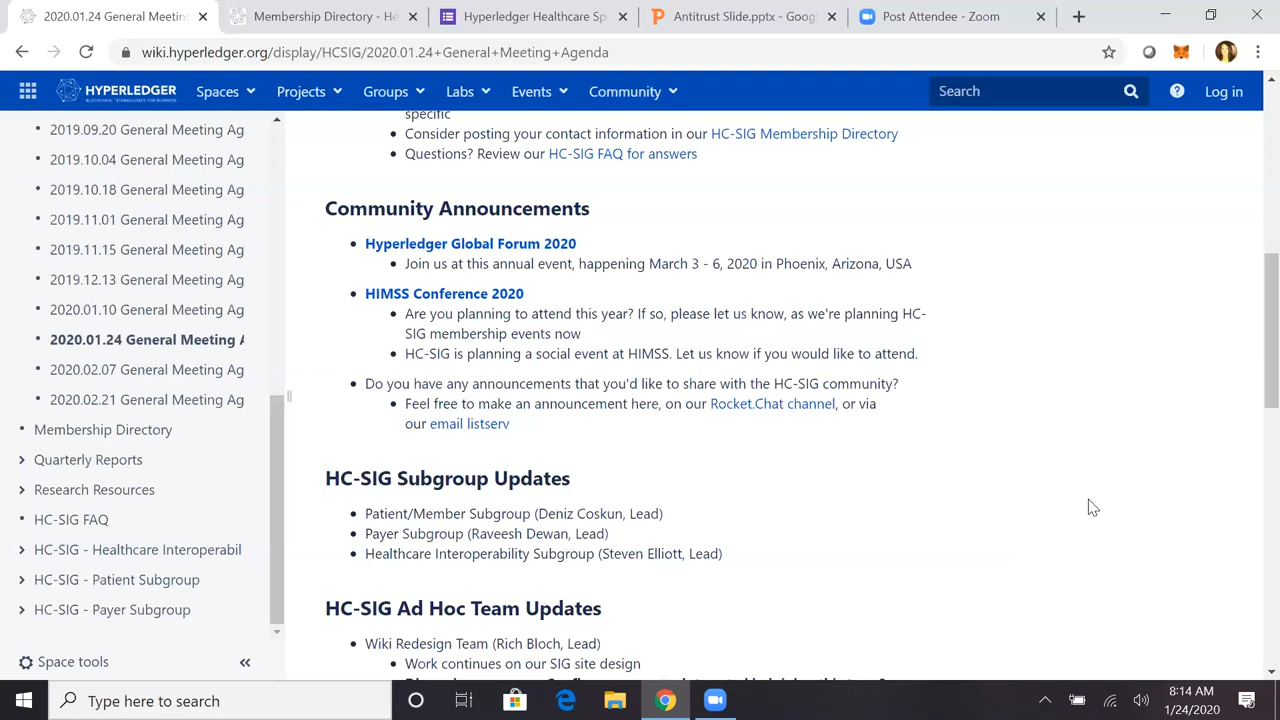 2020.01.24 General Meetin
Membership Directory - He
Hyperledger Healthcare Spe
Antitrust Slide.pptx - Googl
Post Attendee - Zoom
wiki.hyperledger.org/display/HCSIG/2020.01.24+General+Meeting+Agenda
HYPERLEDGER
Spaces
Projects
Groups
Labs
Events
Community
Search
Log in
2019.09.20 General Meeting Ag
2019.10.04 General Meeting Ag
2019.10.18 General Meeting Ag
2019.11.01 General Meeting Ag
2019.11.15 General Meeting Ag
2019.12.13 General Meeting Ag
2020.01.10 General Meeting Ag
2020.01.24 General Meeting A
2020.02.07 General Meeting Ag
2020.02.21 General Meeting Ag
Membership Directory
Quarterly Reports
Research Resources
HC-SIG FAQ
HC-SIG - Healthcare Interoperabil
HC-SIG - Patient Subgroup
HC-SIG - Payer Subgroup
Space tools
specific
Consider posting your contact information in our HC-SIG Membership Directory
Questions? Review our HC-SIG FAQ for answers
Community Announcements
Hyperledger Global Forum 2020
Join us at this annual event, happening March 3 - 6, 2020 in Phoenix, Arizona, USA
HIMSS Conference 2020
Are you planning to attend this year? If so, please let us know, as we're planning HC-
SIG membership events now
HC-SIG is planning a social event at HIMSS. Let us know if you would like to attend.
Do you have any announcements that you'd like to share with the HC-SIG community?
Feel free to make an announcement here, on our Rocket.Chat channel, or via
our email listserv
HC-SIG Subgroup Updates
Patient/Member Subgroup (Deniz Coskun, Lead)
Payer Subgroup (Raveesh Dewan, Lead)
Healthcare Interoperability Subgroup (Steven Elliott, Lead)
HC-SIG Ad Hoc Team Updates
Wiki Redesign Team (Rich Bloch, Lead)
Work continues on our SIG site design
Type here to search
8:14 AM
1/24/2020